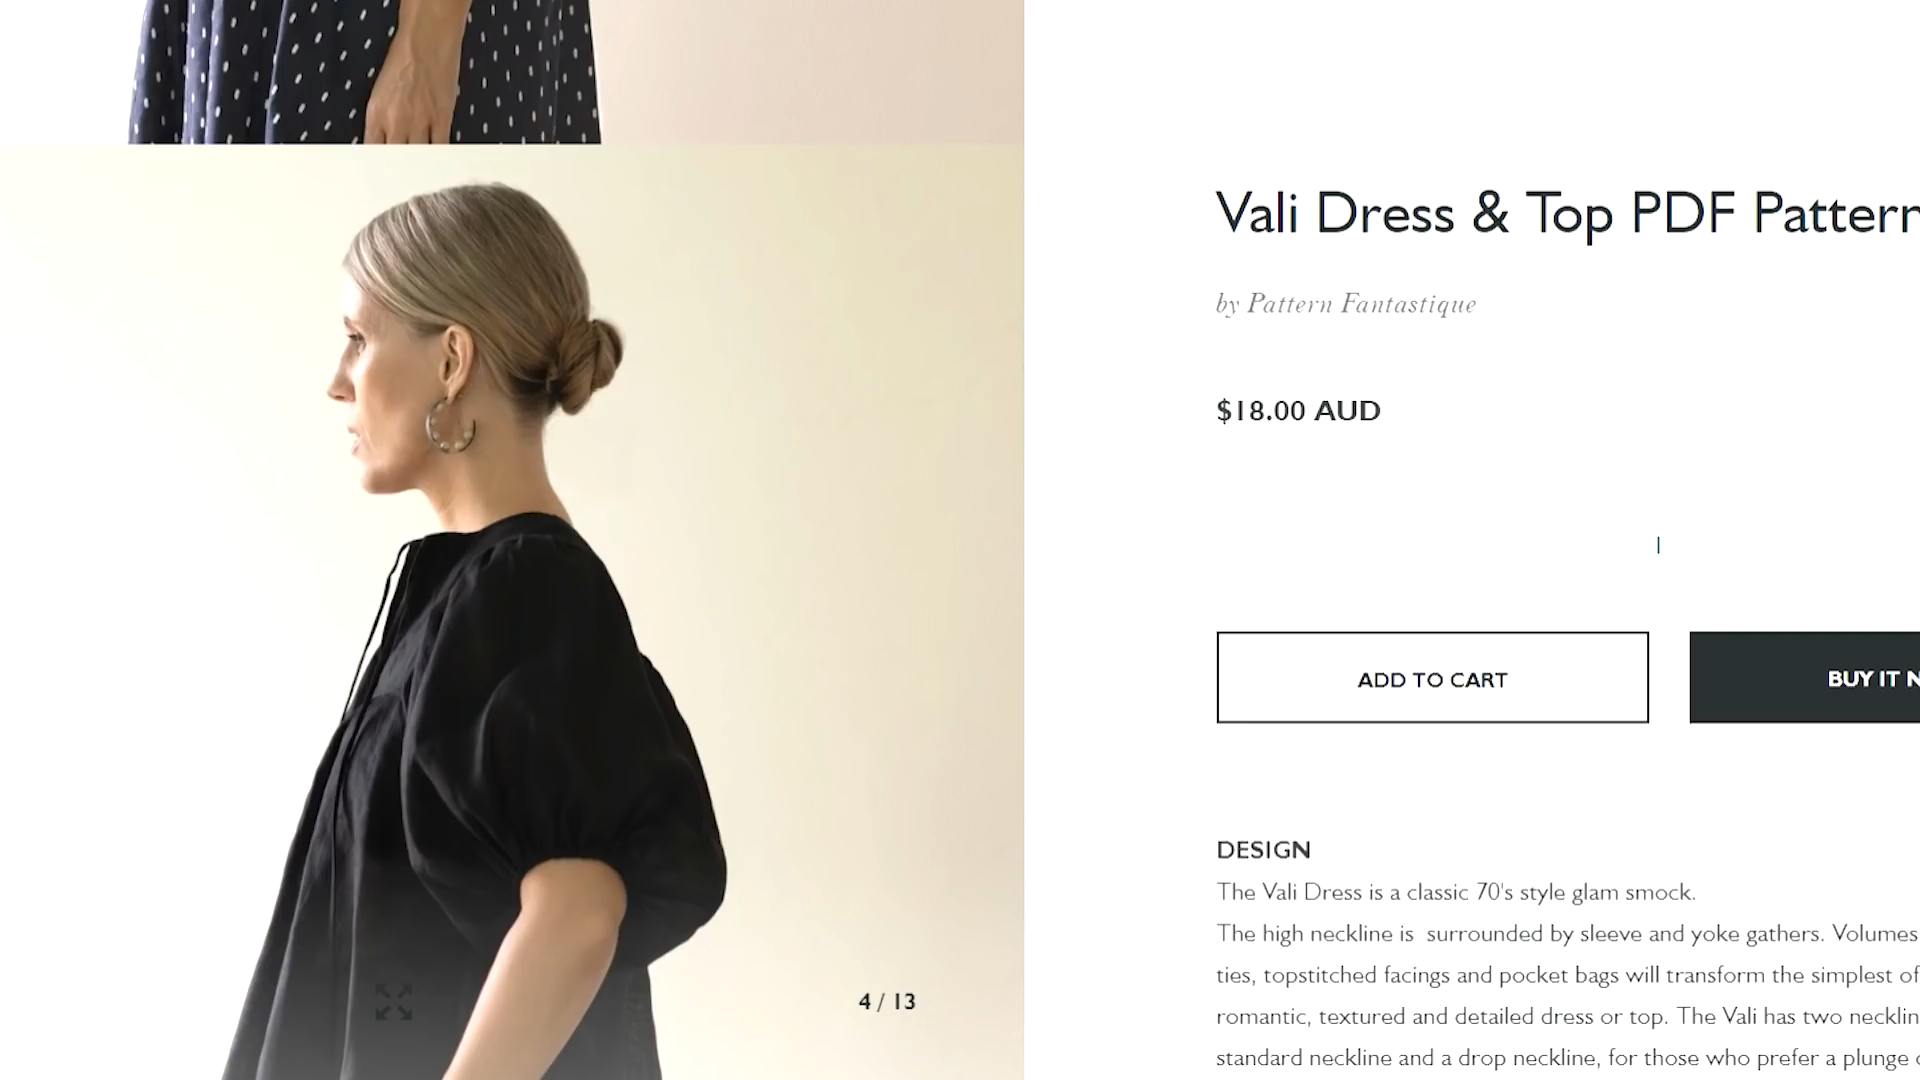 Vali Dress & Top PDF Pattern
by Pattern Fantastique
$18.00 AUD
ADD TO CART
BUY IT
DESIGN
The Vali Dress is a classic 70's style glam smock.
The high neckline is surrounded by sleeve and yoke gathers. Volumes
ties, topstitched facings and pocket bags will transform the simplest of
romantic, textured and detailed dress or top. The Vali has two
standard neckline and a drop neckline, for those who prefer a plunge
4 / 13